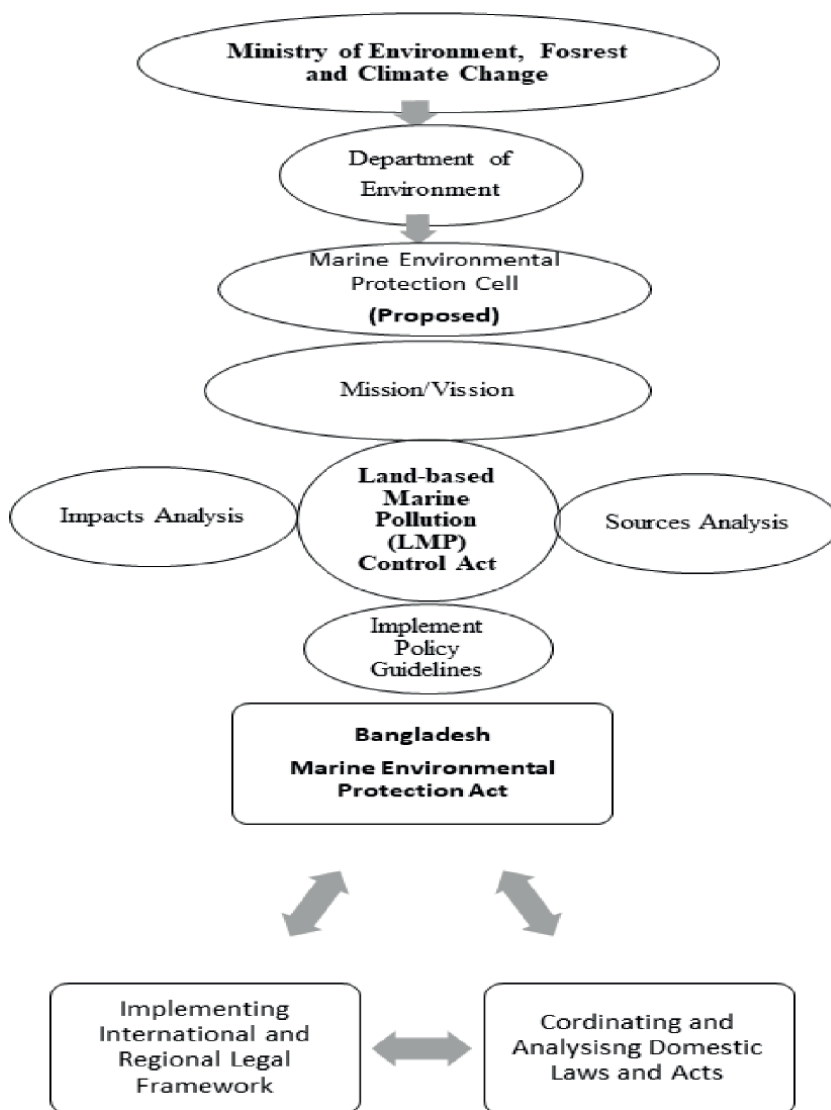 Ministry of Environment, Fosrest
and Climate Change
Department of
Environment
Marine Environmental
Protection Cell
(Proposed)
Mission/Vission
Land-based
Marine
Pollution
(LMP)
Control Act
Impacts Analysis
Sources Analysis
Implement
Policy
Guidelines
Bangladesh
Marine Environmental
Protection Act
Implementing
International and
Regional Legal
Framework
Cordinating and
Analysisng Domestic
Laws and Acts